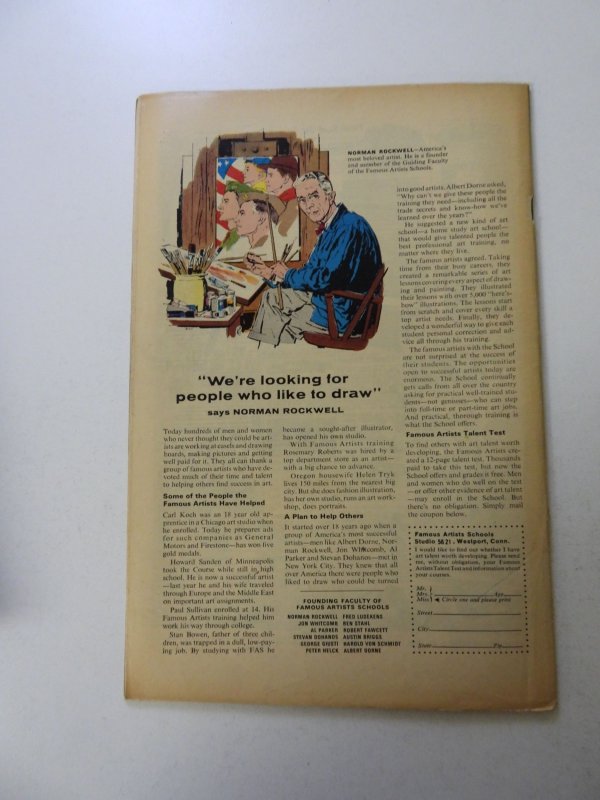 NORMAN ROCKWELL—America's
most beloved artist. He is a founder
and member of the Guiding Faculty
of the Famous Artists Schools.
"We're looking for
people who like to draw"
says NORMAN ROCKWELL
Today hundreds of men and women
who never thought they could be art-
ists are working at easels and drawing
boards, making pictures and getting
well paid for it. They all can thank a
group of famous artists who have de-
voted much of their time and talent
to helping others find success in art.
Some of the People the
Famous Artists Have Helped
Carl Koch was an 18 year old ap-
prentice in a Chicago art studio when
he enrolled. Today he prepares ads
for such companies as General
Motors and Firestone—has won five
gold medals.
Howard Sanden of Minneapolis
took the Course while still in high
school. He is now a successful artist
—last year he and his wife traveled
through Europe and the Middle East
on important art assignments.
Paul Sullivan enrolled at 14. His
Famous Artists training helped him
work his way through college.
Stan Bowen, father of three chil-
dren, was trapped in a dull, low-pay-
ing job. By studying with FAS he
became a sought-after illustrator,
has opened his own studio.
With Famous Artists training
Rosemary Roberts was hired by a
top department store as an artist—
with a big chance to advance.
Oregon housewife Helen Tryk
lives 150 miles from the nearest big
city. But she does fashion illustration,
has her own studio, runs an art work-
shop, does portraits.
A Plan to Help Others
It started over 18 years ago when a
group of America's most successful
artists—men like Albert Dorne, Nor-
man Rockwell, Jon Whitcomb, Al
Parker and Stevan Dohanos—met in
New York City. They knew that all
over America there were people who
liked to draw who could be turned
into good artists. Albert Dorne asked,
"Why can't we give these people the
training they need—including all the
trade secrets and know-how we've
learned over the years?"
He suggested a new kind of art
school—a home study art school—
that would give talented people the
best professional art training, no
matter where they live.
The famous artists agreed. Taking
time from their busy careers, they
created a remarkable series of art
lessons covering every aspect of draw-
ing and painting. They illustrated
their lessons with over 5,000 "here's-
how" illustrations. The lessons start
from scratch and cover every skill a
top artist needs. Finally, they de-
veloped a wonderful way to give each
student personal correction and ad-
vice all through his training.
The famous artists with the School
are not surprised at the success of
their students. The opportunities
open to successful artists today are
enormous. The School continually
gets calls from all over the country
asking for practical well-trained stu-
dents—not geniuses—who can step
into full-time or part-time art jobs.
And practical, thorough training is
what the School offers.
Famous Artists Talent Test
To find others with art talent worth
developing, the Famous Artists cre-
ated a 12-page talent test. Thousands
paid to take this test, but now the
School offers and grades it free. Men
and women who do well on the test
—or offer other evidence of art talent
—may enroll in the School. But
there's no obligation. Simply mail
the coupon below.
FOUNDING FACULTY OF
FAMOUS ARTISTS SCHOOLS
NORMAN ROCKWELL FRED LUDEKENS
JON WHITCOMB BEN STAHL
AL PARKER ROBERT FAWCETT
STEVAN DOHANOS AUSTIN BRIGGS
GEORGE GIUSTI HAROLD VON SCHMIDT
PETER HELCK ALBERT DORNE
Famous Artists Schools
Studio 5621, Westport, Conn.
I would like to find out whether I have
art talent worth developing. Please send
me, without obligation, your Famous
Artists Talent Test and information about
your courses.
Mr.
Mrs. Age
Miss Circle one and please print
Street
City
State Zip